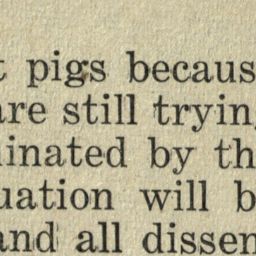 t pigs becaus
are still trying
inated by th
uation will b
and all dissen